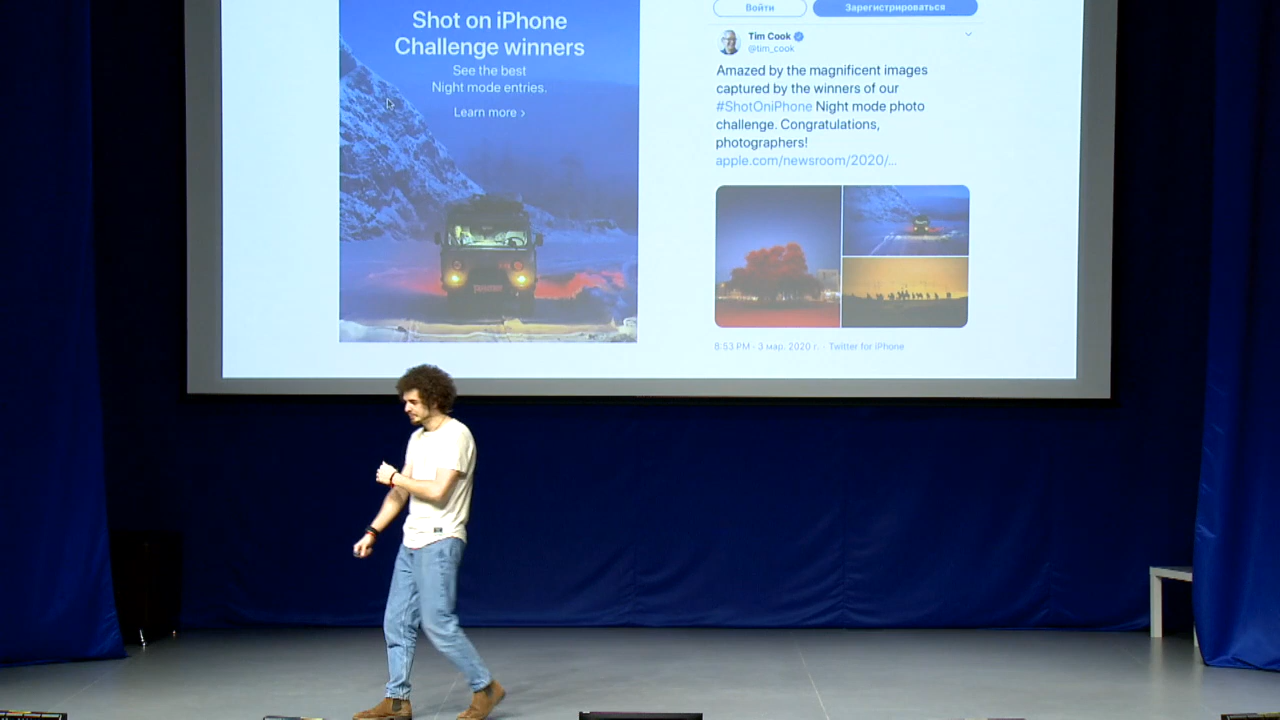 Shot on iPhone
Challenge winners
See the best
Night mode entries.
Learn more ›
Войти
Зарегистрироваться
Tim Cook
@tim_cook
Amazed by the magnificent images
captured by the winners of our
#ShotOniPhone Night mode photo
challenge. Congratulations,
photographers!
apple.com/newsroom/2020/...
8:53 PM · 3 мар. 2020 г. · Twitter for iPhone